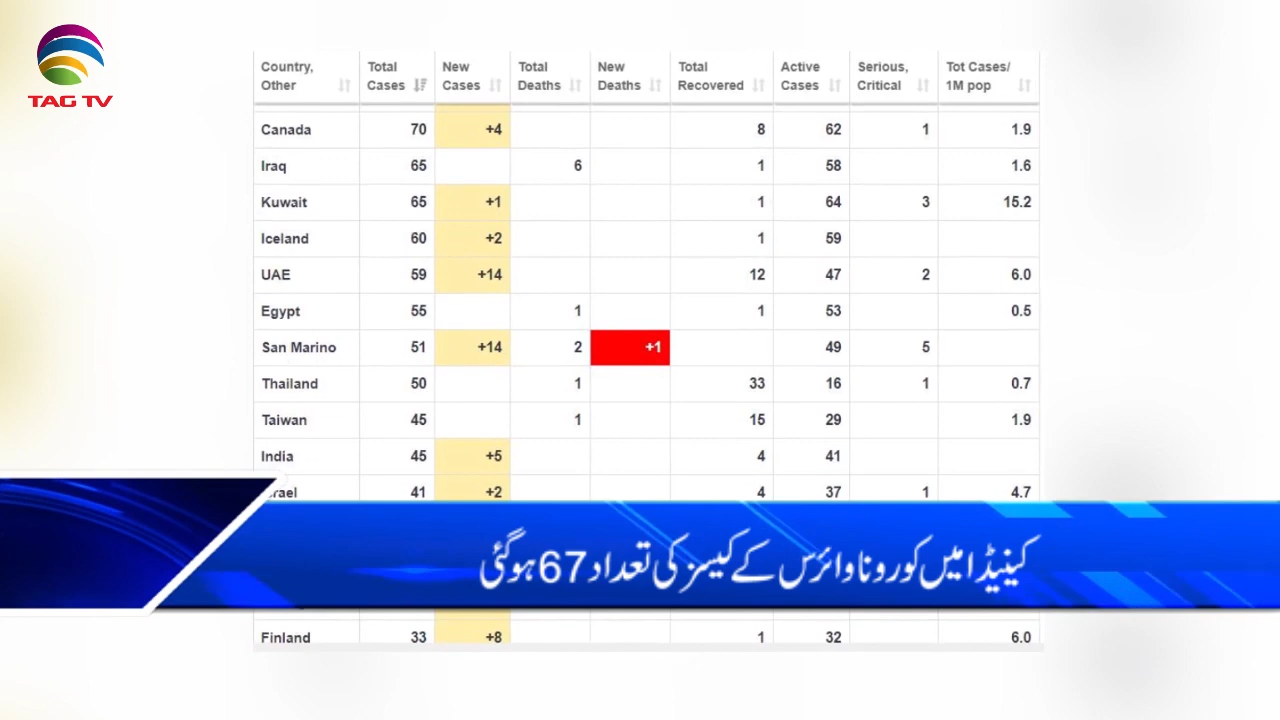 TAG TV
Country, Other Total Cases New Cases Total Deaths New Deaths Total Recovered Active Cases Serious, Critical Tot Cases/ 1M pop
Canada 70 +4 8 62 1 1.9
Iraq 65 6 1 58 1.6
Kuwait 65 +1 1 64 3 15.2
Iceland 60 +2 1 59
UAE 59 +14 12 47 2 6.0
Egypt 55 1 1 53 0.5
San Marino 51 +14 2 +1 49 5
Thailand 50 1 33 16 1 0.7
Taiwan 45 1 15 29 1.9
India 45 +5 4 41
rael 41 +2 4 37 1 4.7
کینیڈا میں کورونا وائرس کے کیسز کی تعداد 67 ہوگئی
Finland 33 +8 1 32 6.0